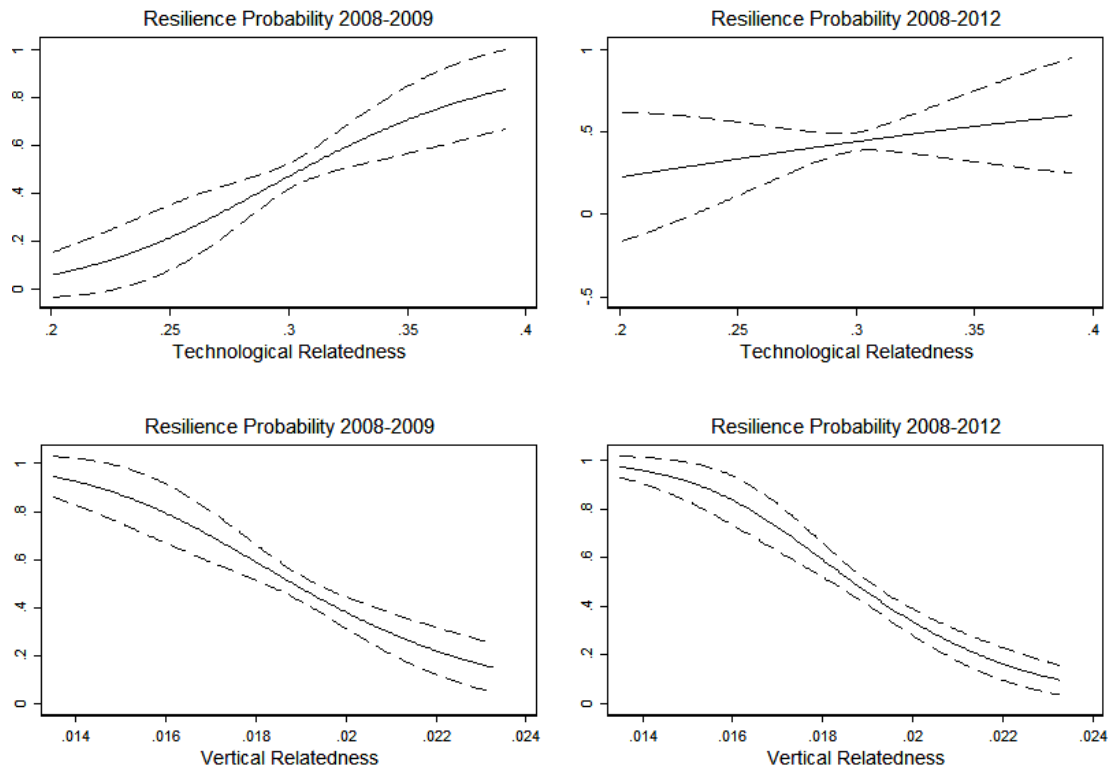 Resilience Probability 2008-2009
1
.8
.6
.4
.2
0
.2 .25 .3 .35 .4
Technological Relatedness
Resilience Probability 2008-2012
1
.5
0
-.5
.2 .25 .3 .35 .4
Technological Relatedness
Resilience Probability 2008-2009
1
.8
.6
.4
.2
0
.014 .016 .018 .02 .022 .024
Vertical Relatedness
Resilience Probability 2008-2012
1
.8
.6
.4
.2
0
.014 .016 .018 .02 .022 .024
Vertical Relatedness